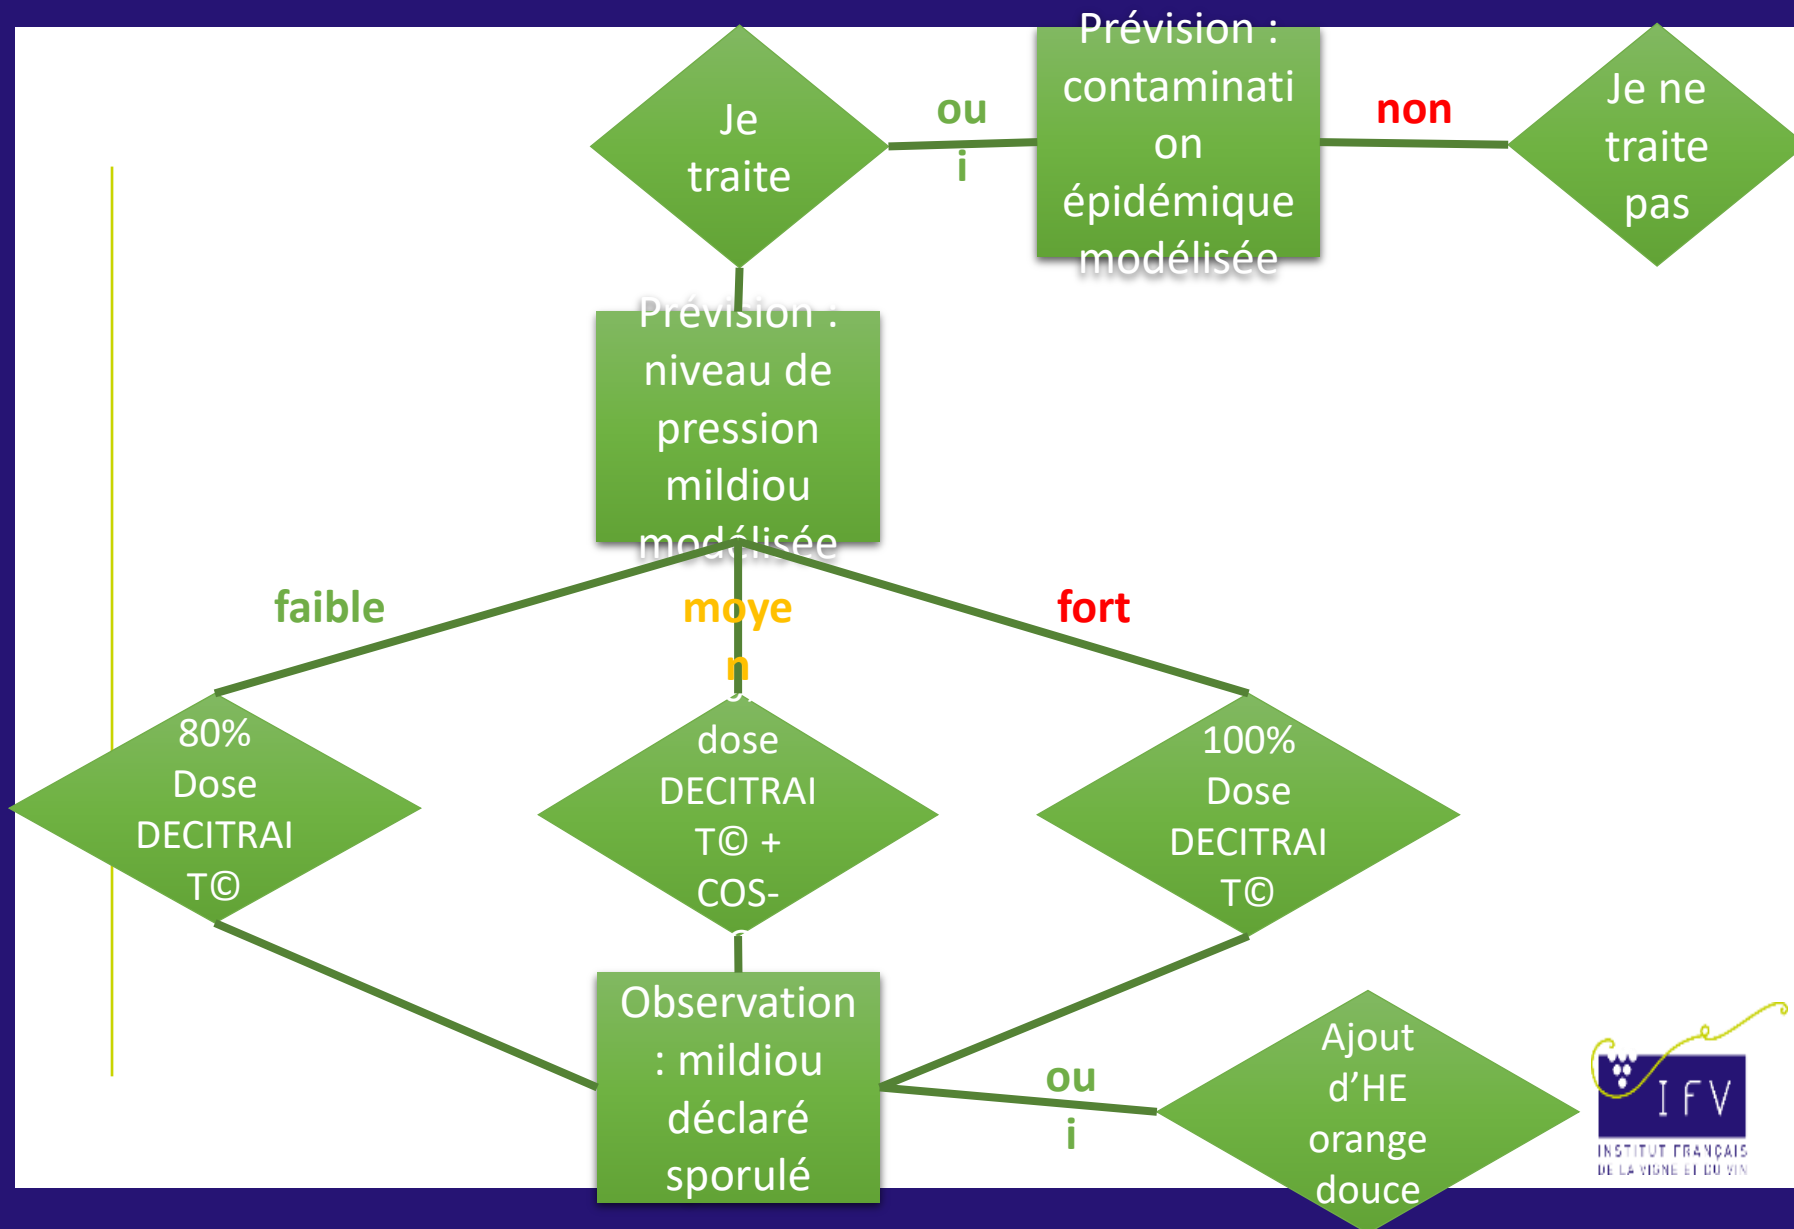 Prévision :
contaminati
on
épidémique
modélisée
Je
traite
ou
i
non
Je ne
traite
pas
Prévision :
niveau de
pression
mildiou
modélisée
faible
moye
n
fort
80%
Dose
DECITRAI
T©
dose
DECITRAI
T© +
COS-
100%
Dose
DECITRAI
T©
Observation
: mildiou
déclaré
sporulé
ou
i
Ajout
d’HE
orange
douce
IFV
INSTITUT FRANÇAIS
DE LA VIGNE ET DU VIN